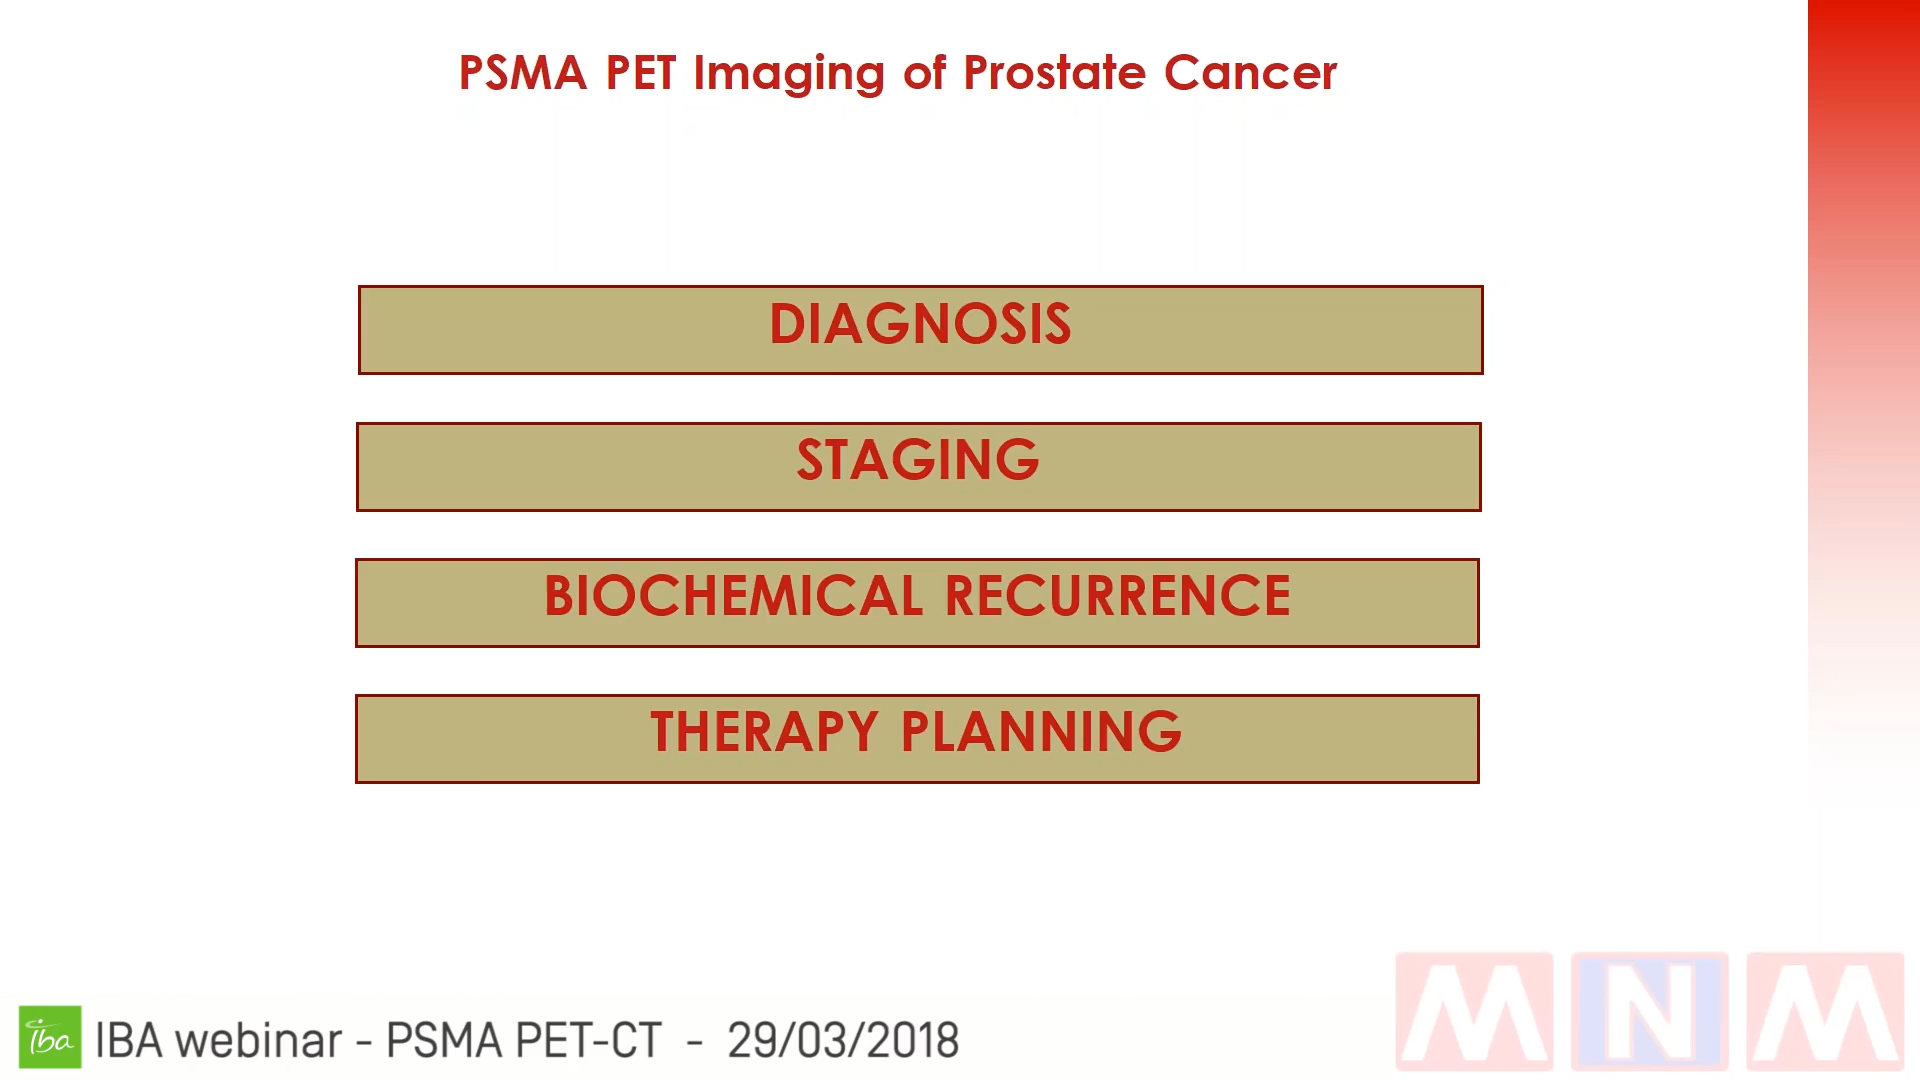 PSMA PET Imaging of Prostate Cancer
DIAGNOSIS
STAGING
BIOCHEMICAL RECURRENCE
THERAPY PLANNING
iba IBA webinar - PSMA PET-CT - 29/03/2018
MNM